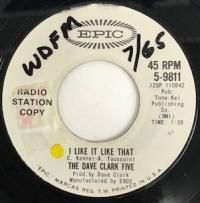 WDFM
7/65
EPIC
RADIO
STATION
COPY
45 RPM
5-9811
JZSP 110842
Pub:
Tune-Kel
Publishing
Co.
(BMI)
TIME: 1:38
I LIKE IT LIKE THAT
C. Kenner-A. Toussaint
THE DAVE CLARK FIVE
Prod. by Dave Clark
Manufactured by EROS
EPIC - MARCAS REG. T.M. PRINTED IN U.S.A.